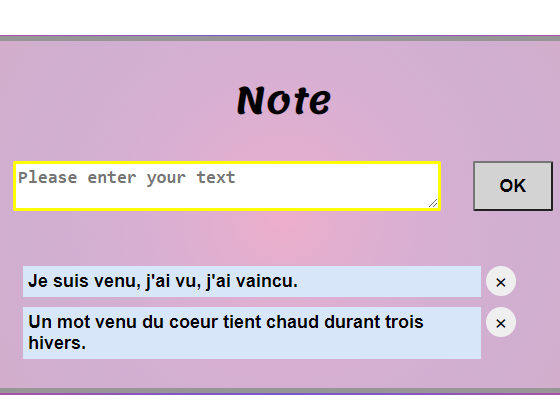 Note
Please enter your text
OK
Je suis venu, j'ai vu, j'ai vaincu.
×
Un mot venu du coeur tient chaud durant trois
hivers.
×